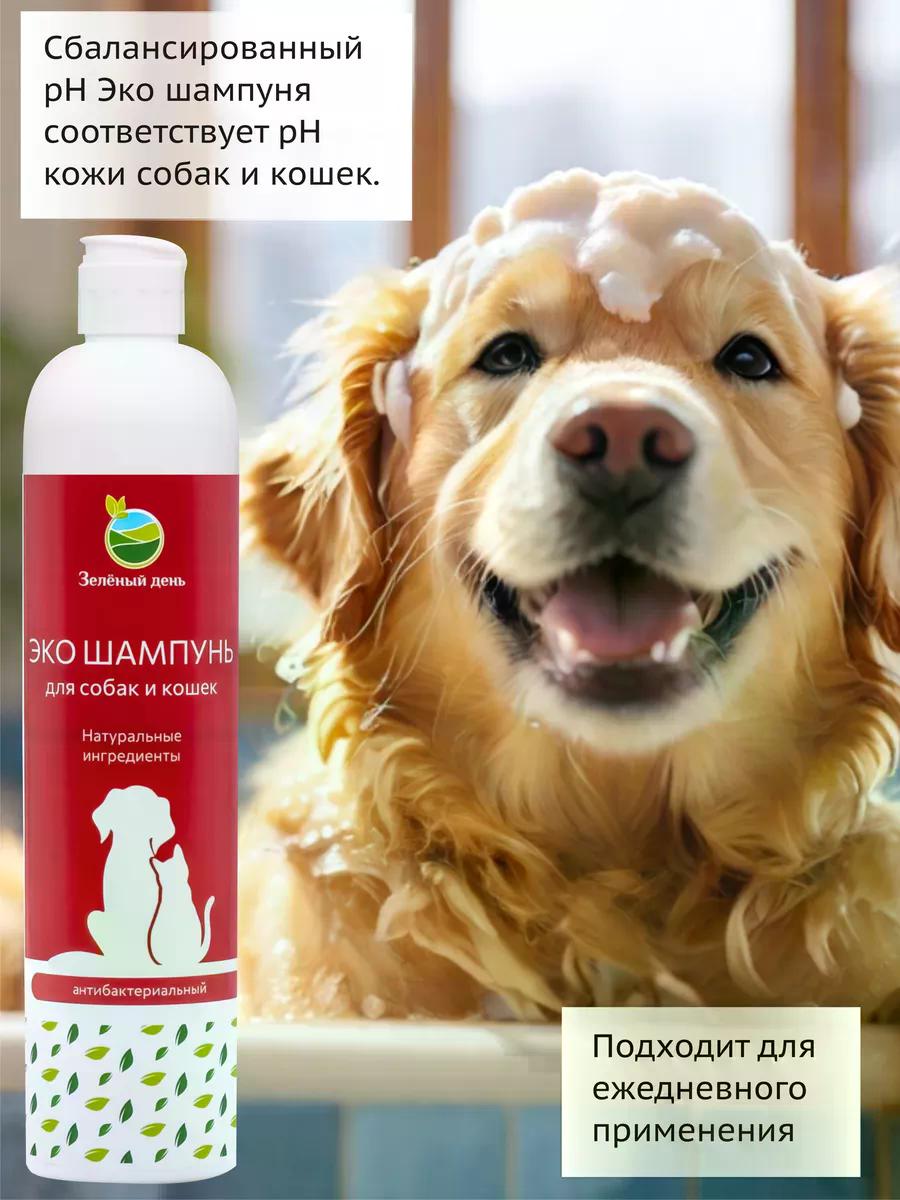 Сбалансированный
pH Эко шампуня
соответствует pH
кожи собак и кошек.
Зелёный день
ЭКО ШАМПУНЬ
для собак и кошек
Натуральные
ингредиенты
антибактериальный
Подходит для
ежедневного
применения